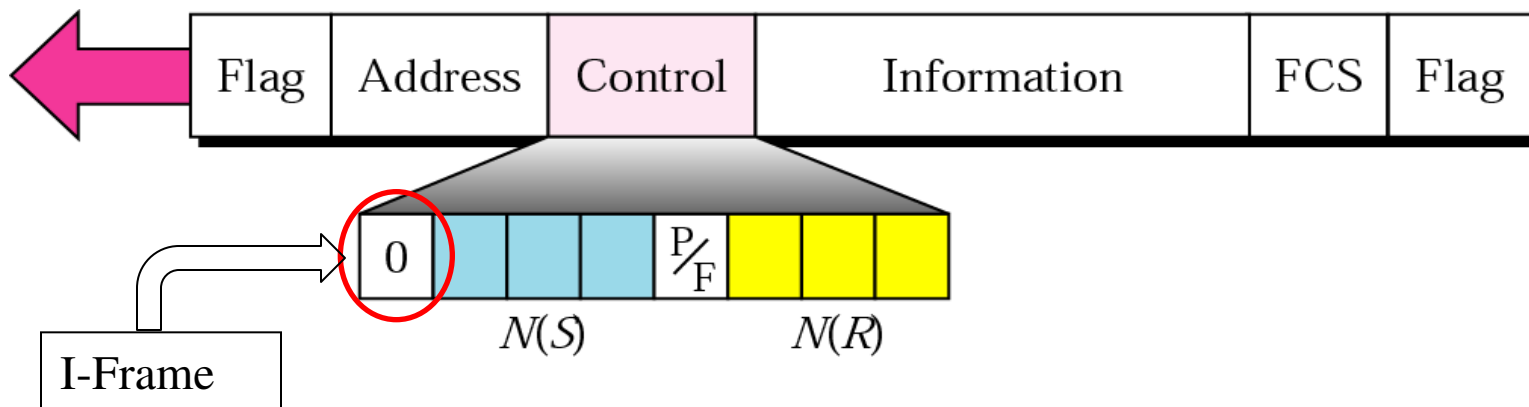 Flag Address Control Information FCS Flag
0 P/F
N(S) N(R)
I-Frame